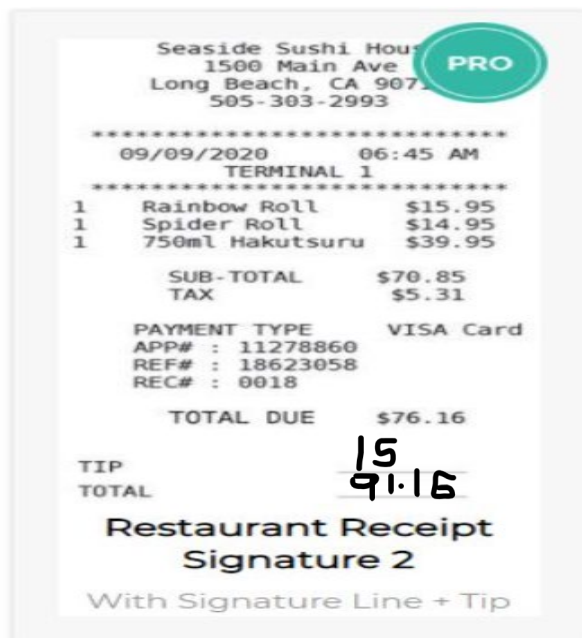 Seaside Sushi
PRO
1500 Main Ave
Long Beach, CA
505-303-2993
******************************
09/09/2020 06:45 AM
TERMINAL 1
******************************
1 Rainbow Roll $15.95
1 Spider Roll $14.95
1 750ml Hakutsuru $39.95
SUB-TOTAL $70.85
TAX $5.31
PAYMENT TYPE VISA Card
APP# : 11278860
REF# : 18623058
REC# : 0018
TOTAL DUE $76.16
TIP 15
TOTAL 91.16
Restaurant Receipt
Signature 2
With Signature Line + Tip